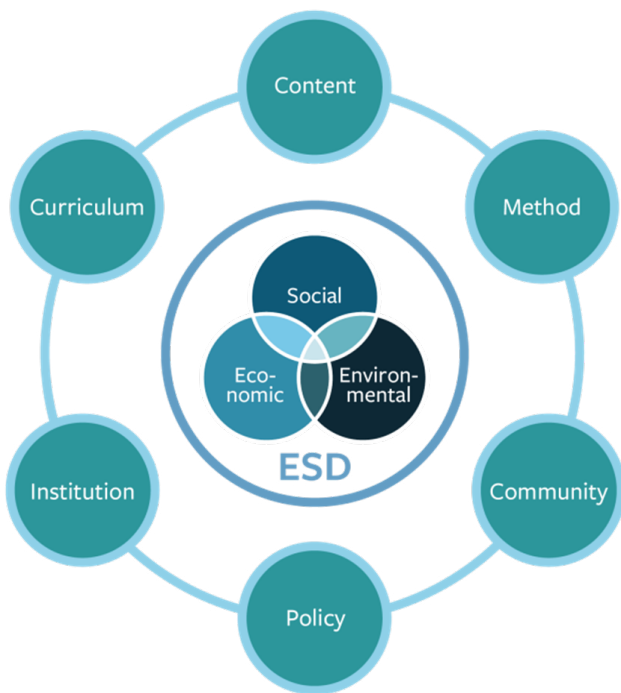 Content
Curriculum
Method
Social
Eco-
nomic
Environ-
mental
ESD
Institution
Community
Policy